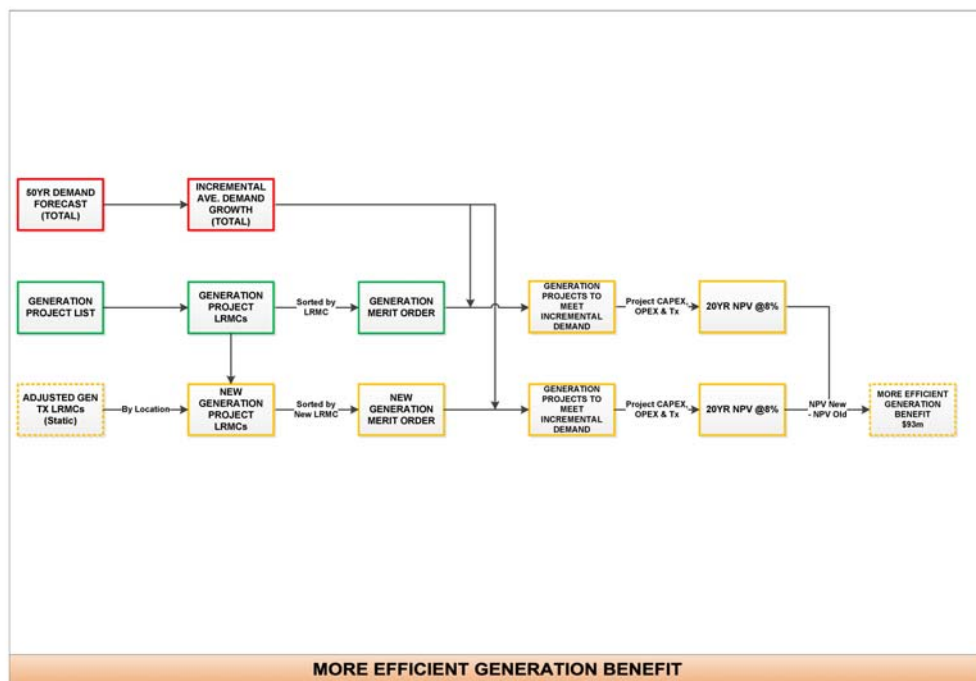 50YR DEMAND
FORECAST
(TOTAL)
INCREMENTAL
AVE. DEMAND
GROWTH
(TOTAL)
GENERATION
PROJECT LIST
GENERATION
PROJECT
LRMCs
Sorted by
LRMC
GENERATION
MERIT ORDER
GENERATION
PROJECTS TO
MEET
INCREMENTAL
DEMAND
Project CAPEX,
OPEX & Tx
20YR NPV @8%
ADJUSTED GEN
TX LRMCs
(Static)
By Location
NEW
GENERATION
PROJECT
LRMCs
Sorted by
New LRMC
NEW
GENERATION
MERIT ORDER
GENERATION
PROJECTS TO
MEET
INCREMENTAL
DEMAND
Project CAPEX,
OPEX & Tx
20YR NPV @8%
NPV New
- NPV Old
MORE EFFICIENT
GENERATION
BENEFIT
$93m
MORE EFFICIENT GENERATION BENEFIT